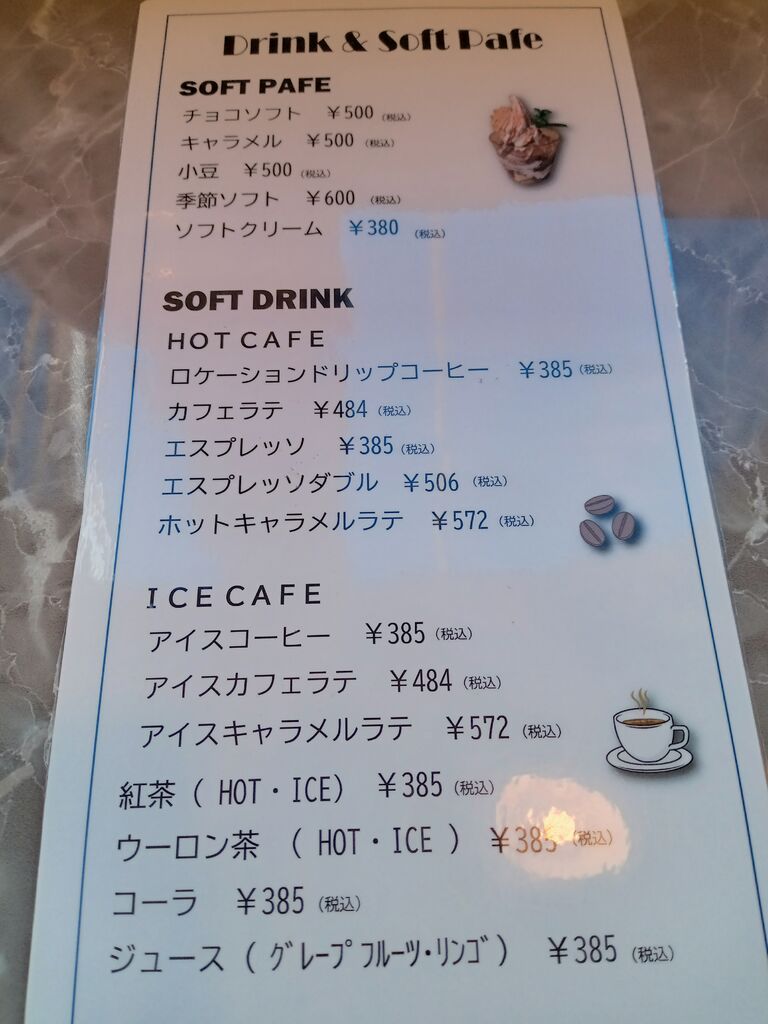 Drink & Soft Pafe
SOFT PAFE
チョコソフト ￥500 (税込)
キャラメル ￥500 (税込)
小豆 ￥500 (税込)
季節ソフト ￥600 (税込)
ソフトクリーム ￥380 (税込)
SOFT DRINK
HOT CAFE
ロケーションドリップコーヒー ￥385 (税込)
カフェラテ ￥484 (税込)
エスプレッソ ￥385 (税込)
エスプレッソダブル ￥506 (税込)
ホットキャラメルラテ ￥572 (税込)
ICE CAFE
アイスコーヒー ￥385 (税込)
アイスカフェラテ ￥484 (税込)
アイスキャラメルラテ ￥572 (税込)
紅茶 ( HOT・ICE) ￥385 (税込)
ウーロン茶 ( HOT・ICE ) ￥385 (税込)
コーラ ￥385 (税込)
ジュース ( ｸﾞﾚｰﾌﾟﾌﾙｰﾂ・ﾘﾝｺﾞ ) ￥385 (税込)